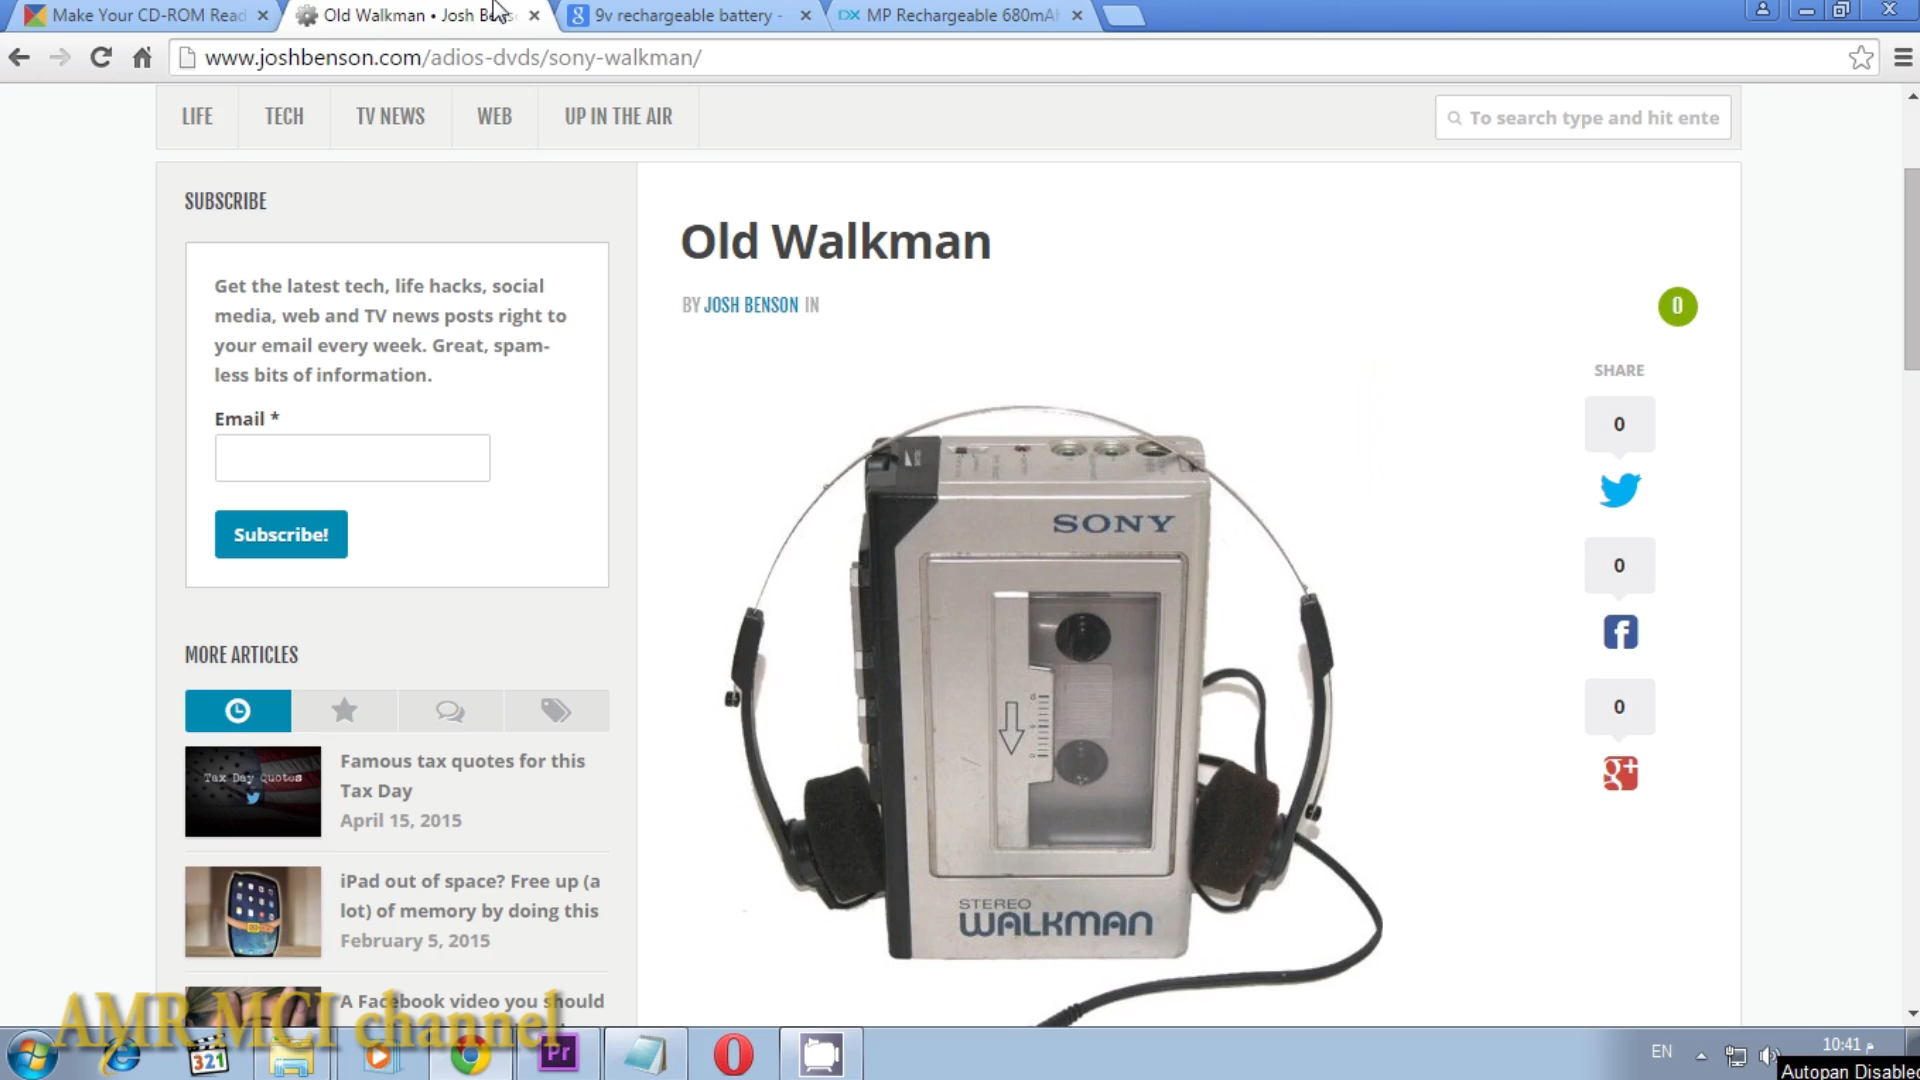 Make Your CD-ROM Read
Old Walkman • Josh Be
9v rechargeable battery -
DX MP Rechargeable 680mAh
www.joshbenson.com/adios-dvds/sony-walkman/
LIFE
TECH
TV NEWS
WEB
UP IN THE AIR
To search type and hit ente
SUBSCRIBE
Get the latest tech, life hacks, social
media, web and TV news posts right to
your email every week. Great, spam-
less bits of information.
Email *
Subscribe!
MORE ARTICLES
Tax Day Quotes
Famous tax quotes for this
Tax Day
April 15, 2015
iPad out of space? Free up (a
lot) of memory by doing this
February 5, 2015
A Facebook video you should
Old Walkman
BY JOSH BENSON IN
0
SHARE
0
0
0
SONY
STEREO
WALKMAN
AMR MCI channel
321
Pr
EN
10:41 م
Autopan Disabled